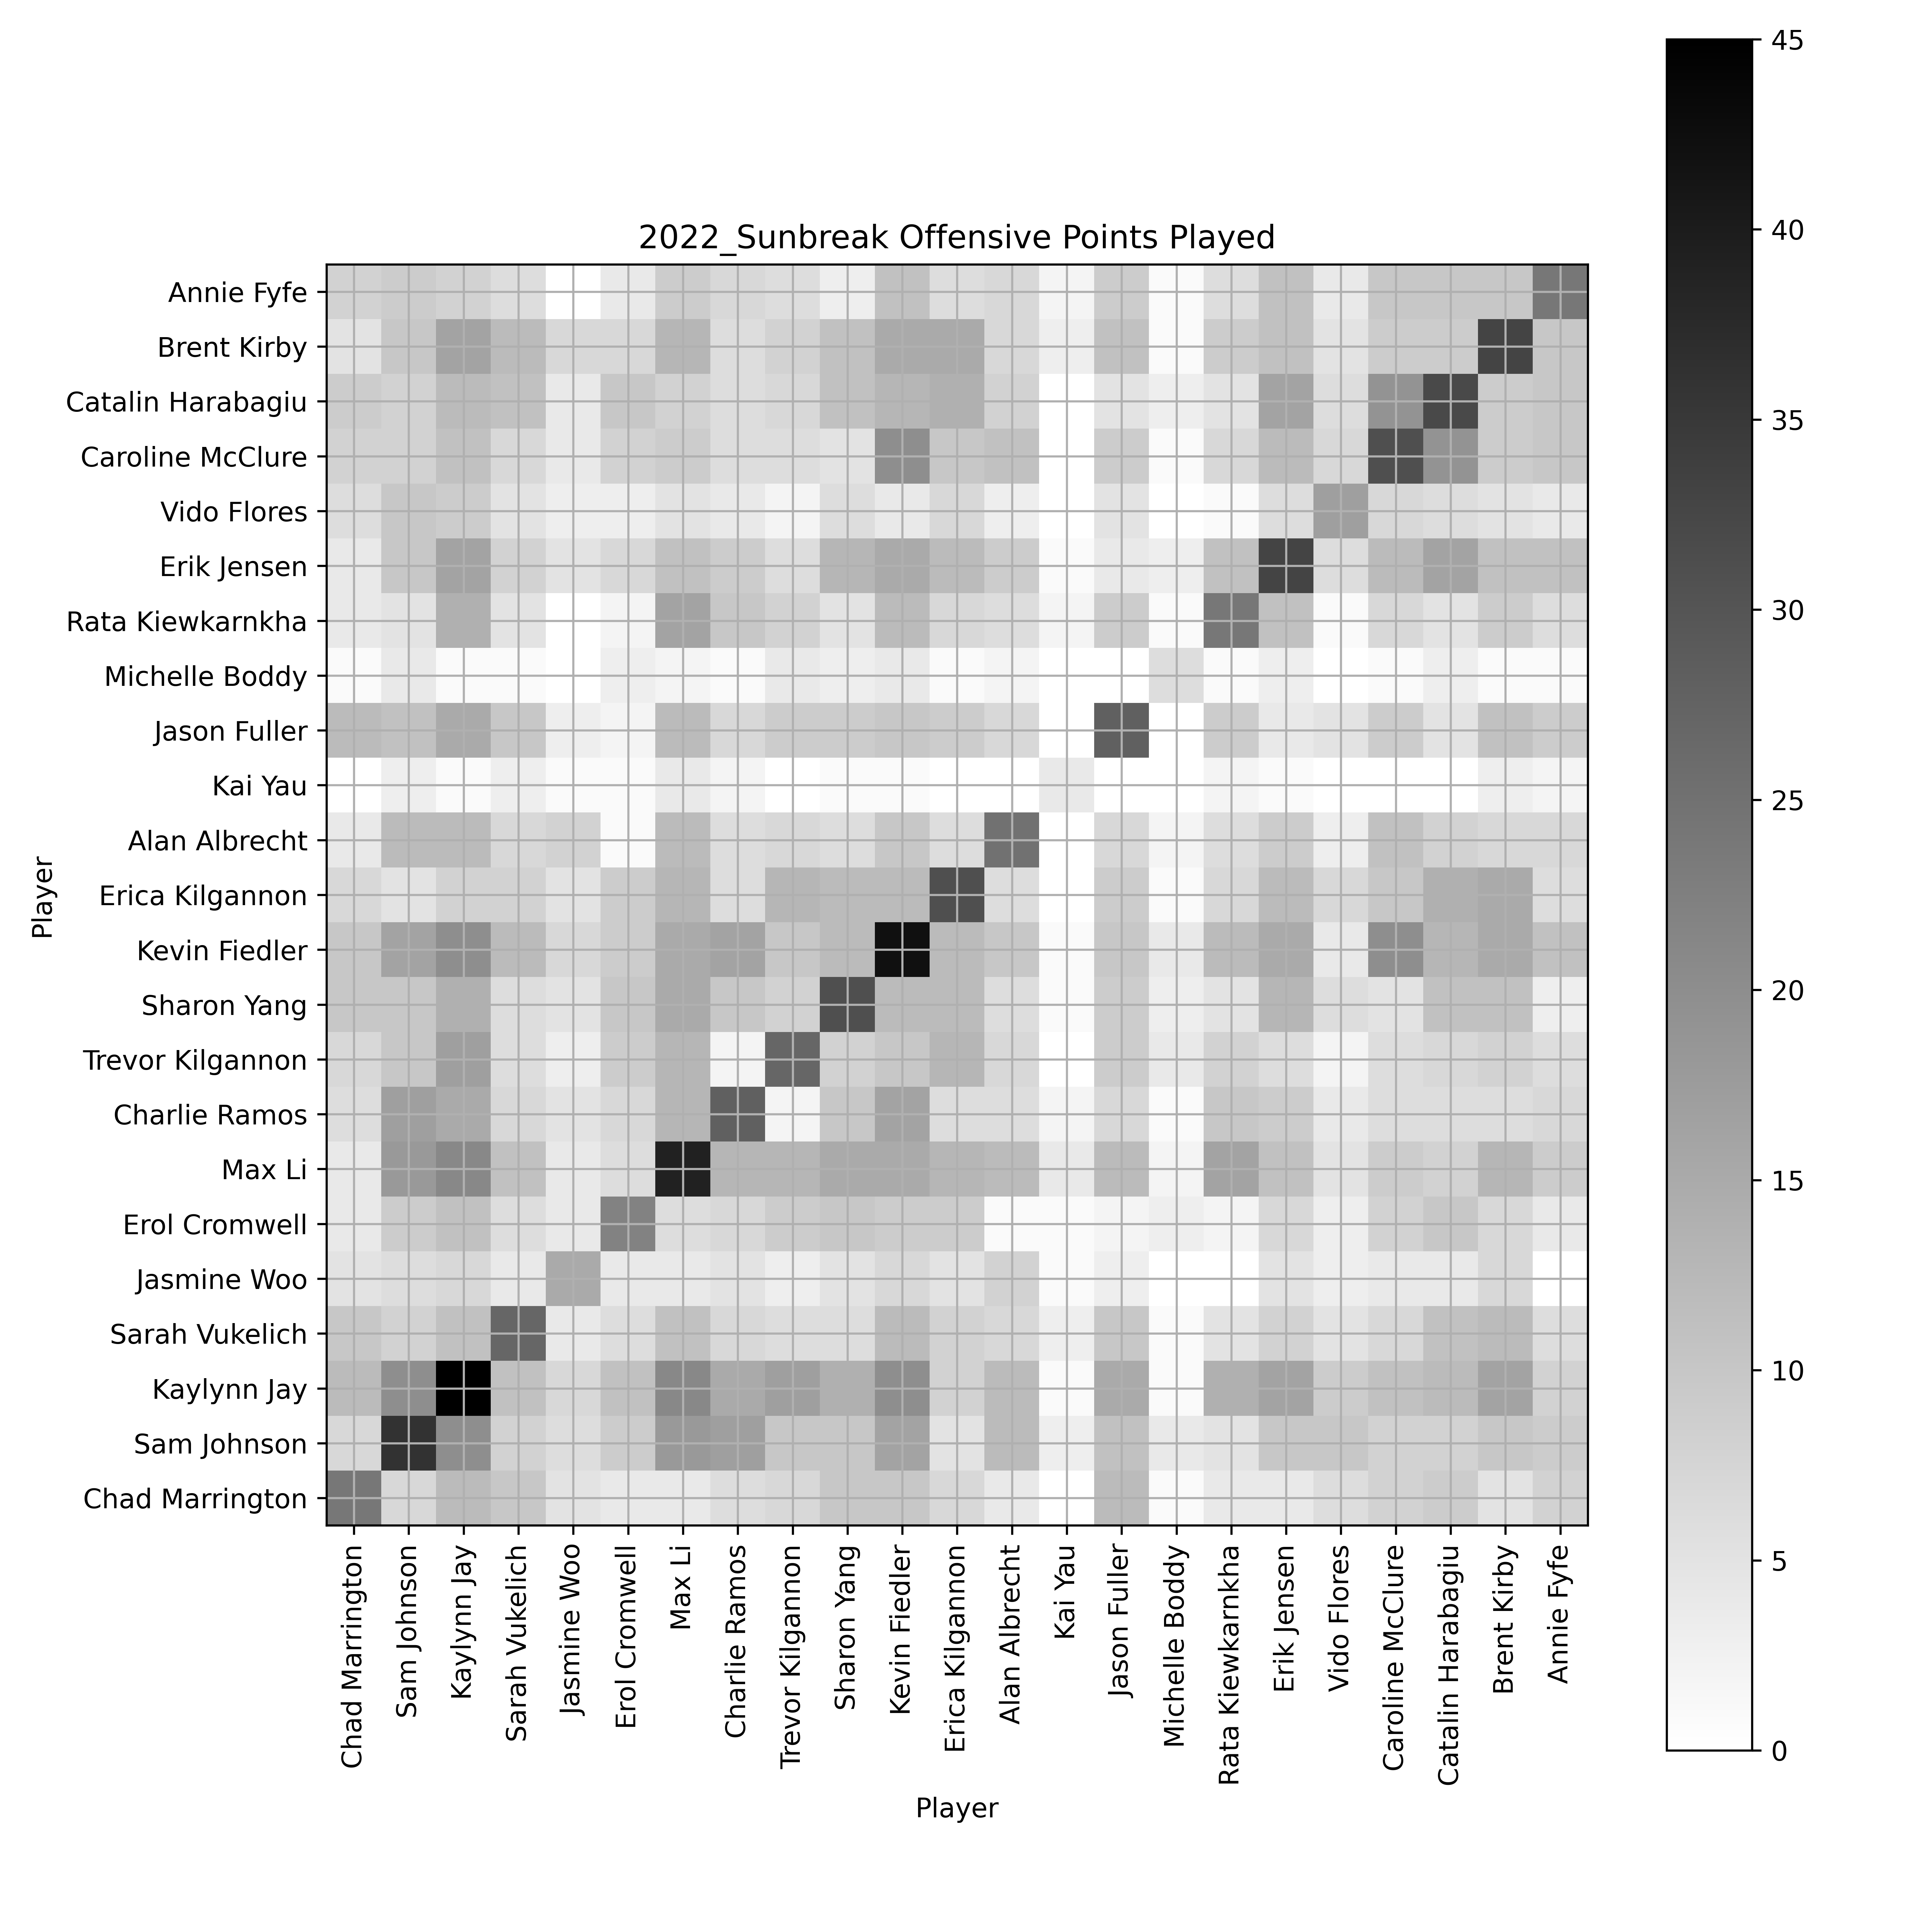 2022_Sunbreak Offensive Points Played
Player
Annie Fyfe
Brent Kirby
Catalin Harabagiu
Caroline McClure
Vido Flores
Erik Jensen
Rata Kiewkarnkha
Michelle Boddy
Jason Fuller
Kai Yau
Alan Albrecht
Erica Kilgannon
Kevin Fiedler
Sharon Yang
Trevor Kilgannon
Charlie Ramos
Max Li
Erol Cromwell
Jasmine Woo
Sarah Vukelich
Kaylynn Jay
Sam Johnson
Chad Marrington
Chad Marrington
Sam Johnson
Kaylynn Jay
Sarah Vukelich
Jasmine Woo
Erol Cromwell
Max Li
Charlie Ramos
Trevor Kilgannon
Sharon Yang
Kevin Fiedler
Erica Kilgannon
Alan Albrecht
Kai Yau
Jason Fuller
Michelle Boddy
Rata Kiewkarnkha
Erik Jensen
Vido Flores
Caroline McClure
Catalin Harabagiu
Brent Kirby
Annie Fyfe
Player
45
40
35
30
25
20
15
10
5
0